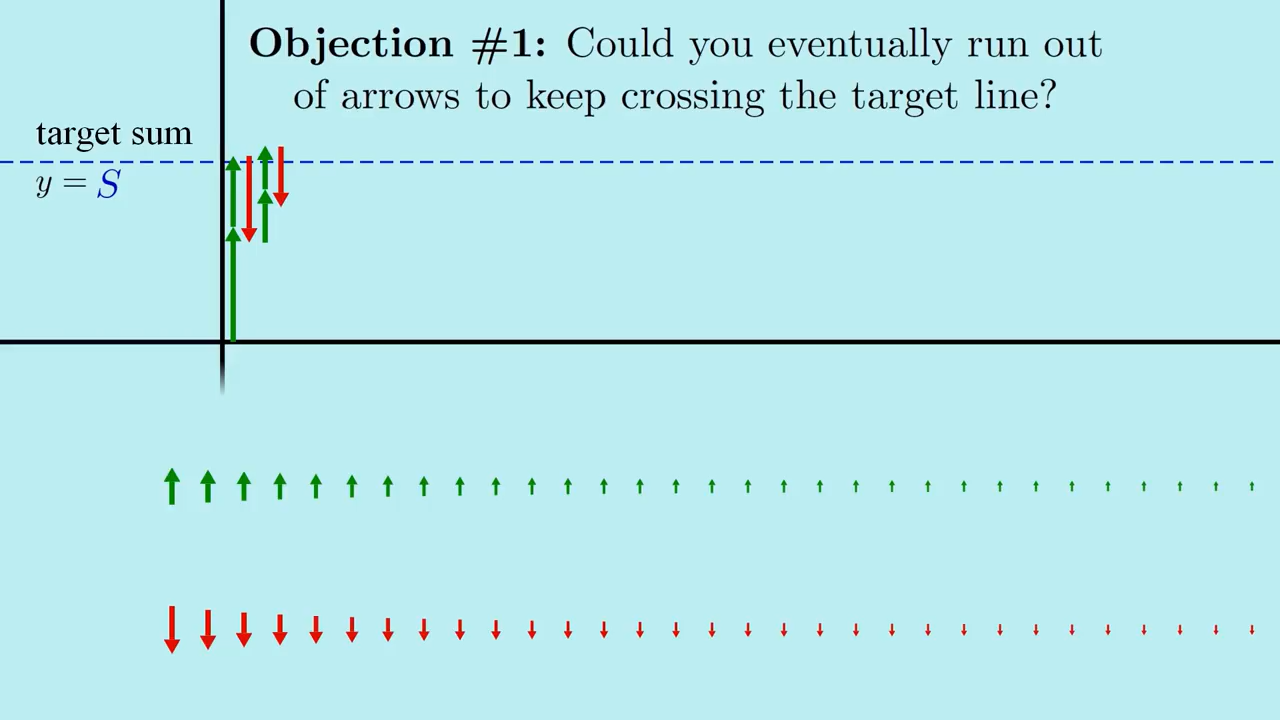 Objection #1: Could you eventually run out
of arrows to keep crossing the target line?
target sum
y = S